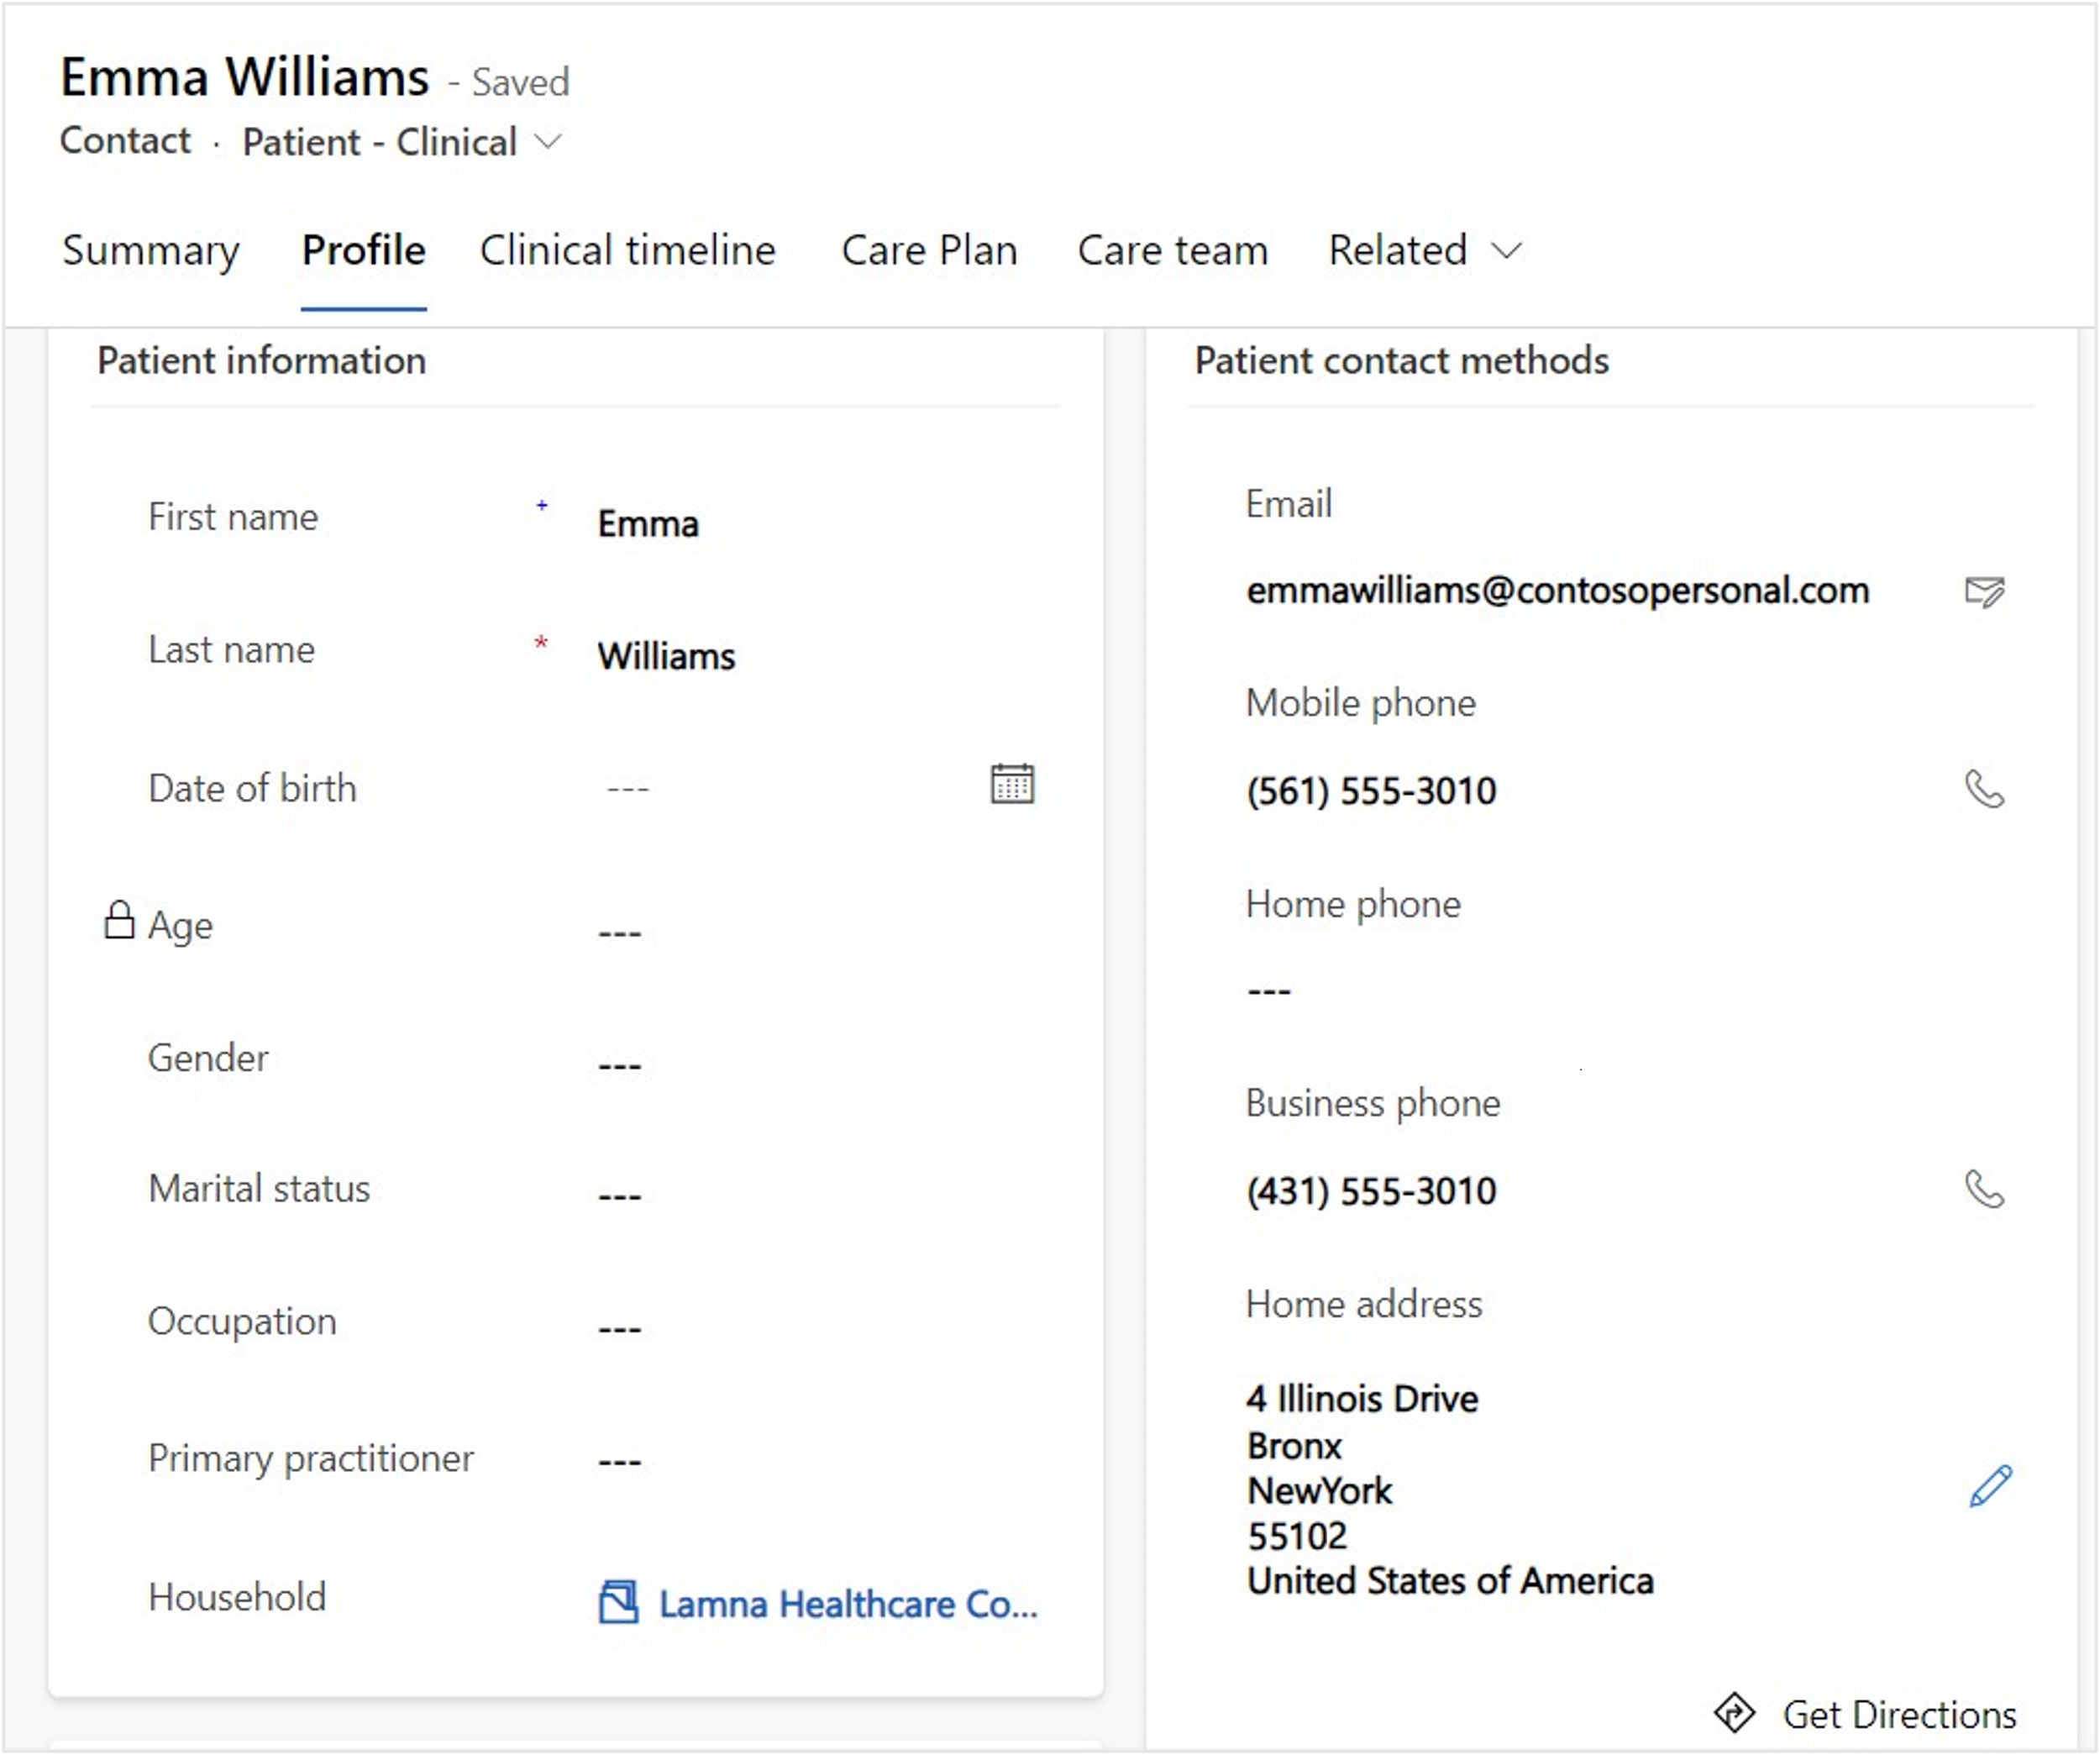 Emma Williams - Saved
Contact · Patient - Clinical
Summary Profile Clinical timeline Care Plan Care team Related
Patient information
First name + Emma
Last name * Williams
Date of birth ---
Age ---
Gender ---
Marital status ---
Occupation ---
Primary practitioner ---
Household Lamna Healthcare Co...
Patient contact methods
Email
emmawilliams@contosopersonal.com
Mobile phone
(561) 555-3010
Home phone
---
Business phone
(431) 555-3010
Home address
4 Illinois Drive
Bronx
NewYork
55102
United States of America
Get Directions